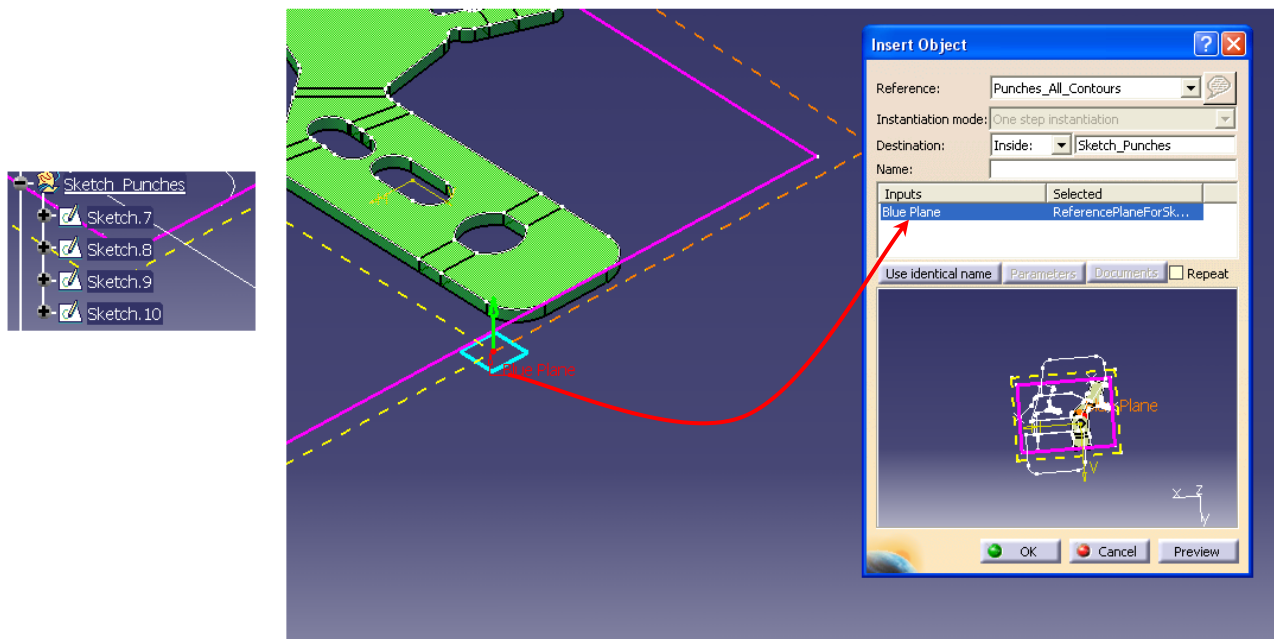 Sketch_Punches
Sketch.7
Sketch.8
Sketch.9
Sketch.10
H
Blue Plane
Insert Object
Reference: Punches_All_Contours
Instantiation mode: One step instantiation
Destination: Inside: Sketch_Punches
Name:
Inputs Selected
Blue Plane ReferencePlaneForSk...
Use identical name Parameters Documents Repeat
Plane
V
x z
y
OK Cancel Preview